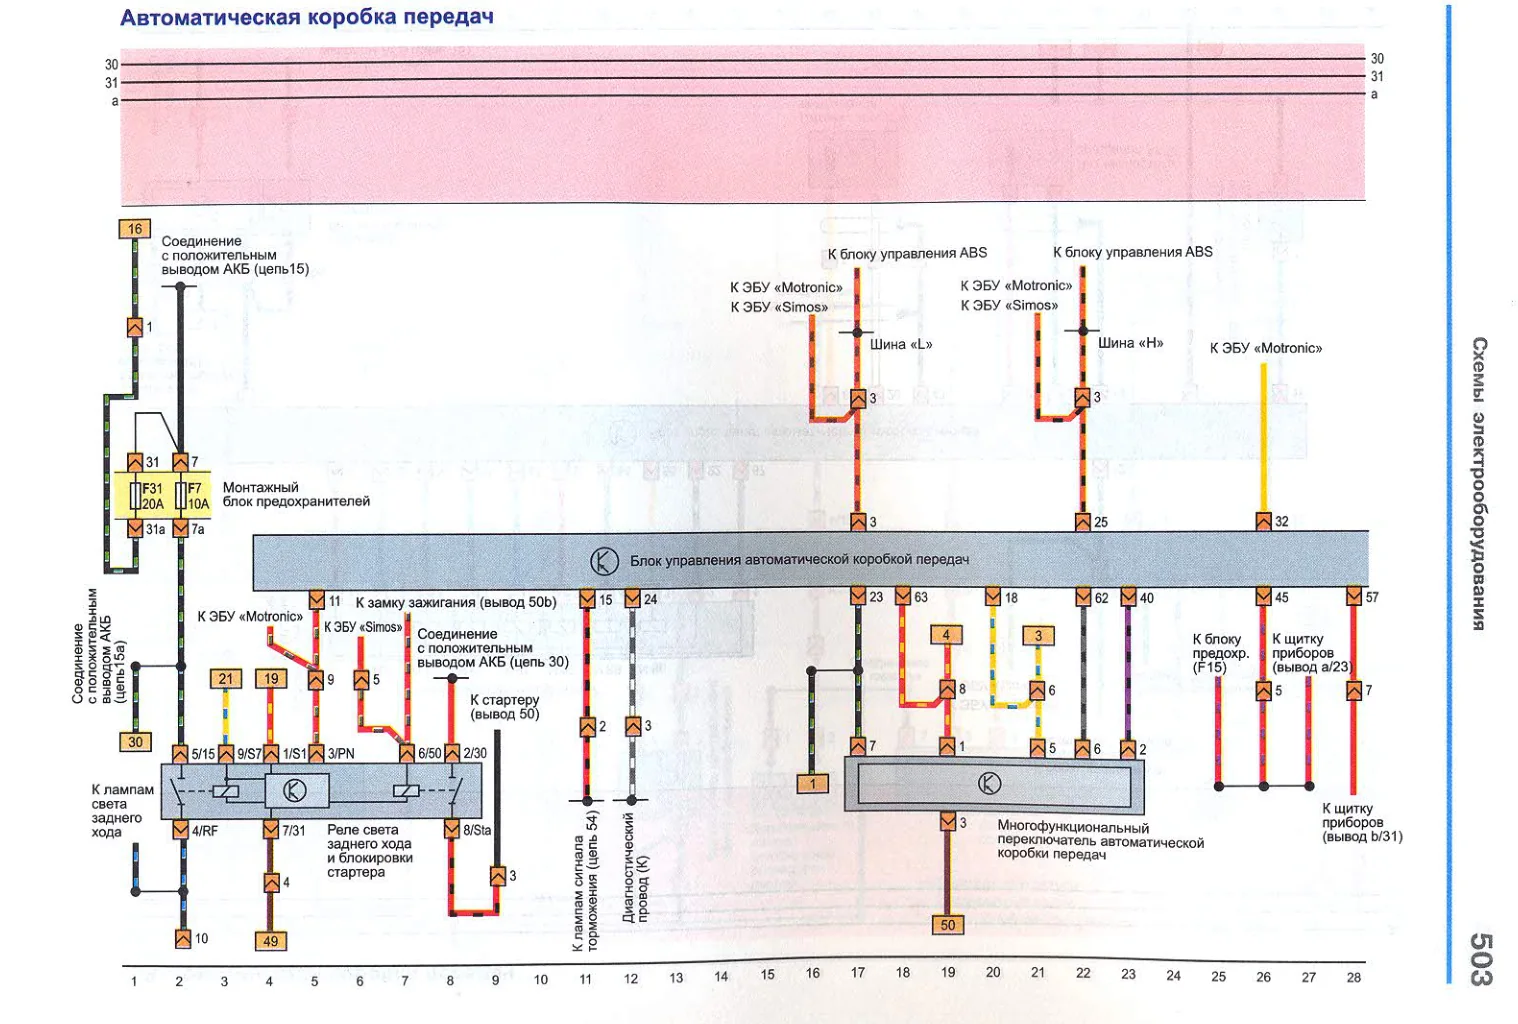 Автоматическая коробка передач
30
31
a
30
31
a
16
Соединение
с положительным
выводом АКБ (цепь15)
1
31
7
F31
20A
F7
10A
Монтажный
блок предохранителей
31a
7a
К блоку управления ABS
К ЭБУ «Motronic»
К ЭБУ «Simos»
Шина «L»
3
3
К блоку управления ABS
К ЭБУ «Motronic»
К ЭБУ «Simos»
Шина «H»
3
25
К ЭБУ «Motronic»
32
Блок управления автоматической коробкой передач
Соединение
с положительным
выводом АКБ
(цепь15a)
30
11
К замку зажигания (вывод 50b)
К ЭБУ «Motronic»
К ЭБУ «Simos»
Соединение
с положительным
выводом АКБ (цепь 30)
К стартеру
(вывод 50)
21
19
9
5
5/15
9/S7
1/S1
3/PN
6/50
2/30
К лампам
света
заднего
хода
4/RF
7/31
Реле света
заднего хода
и блокировки
стартера
8/Sta
3
4
10
49
15
24
2
3
К лампам сигнала
торможения (цепь 54)
Диагностический
провод (К)
23
63
18
62
40
45
57
4
3
8
6
7
1
5
6
2
1
3
Многофункциональный
переключатель автоматической
коробки передач
50
К блоку
предохр.
(F15)
К щитку
приборов
(вывод a/23)
5
7
К щитку
приборов
(вывод b/31)
1 2 3 4 5 6 7 8 9 10 11 12 13 14 15 16 17 18 19 20 21 22 23 24 25 26 27 28
Схемы электрооборудования
503